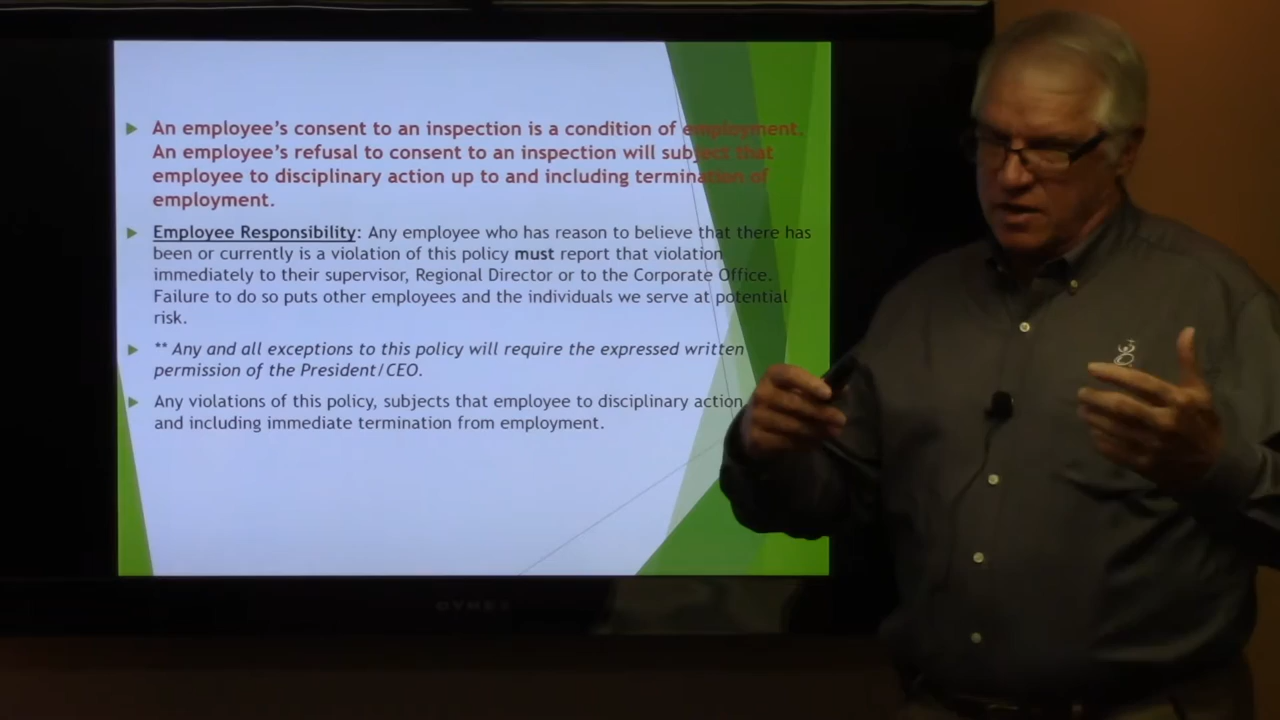 An employee's consent to an inspection is a condition of employment.
An employee's refusal to consent to an inspection will subject that
employee to disciplinary action up to and including termination of
employment.
Employee Responsibility: Any employee who has reason to believe that there has
been or currently is a violation of this policy must report that violation
immediately to their supervisor, Regional Director or to the Corporate Office.
Failure to do so puts other employees and the individuals we serve at potential
risk.
** Any and all exceptions to this policy will require the expressed written
permission of the President/CEO.
Any violations of this policy, subjects that employee to disciplinary action
and including immediate termination from employment.
DYNEX